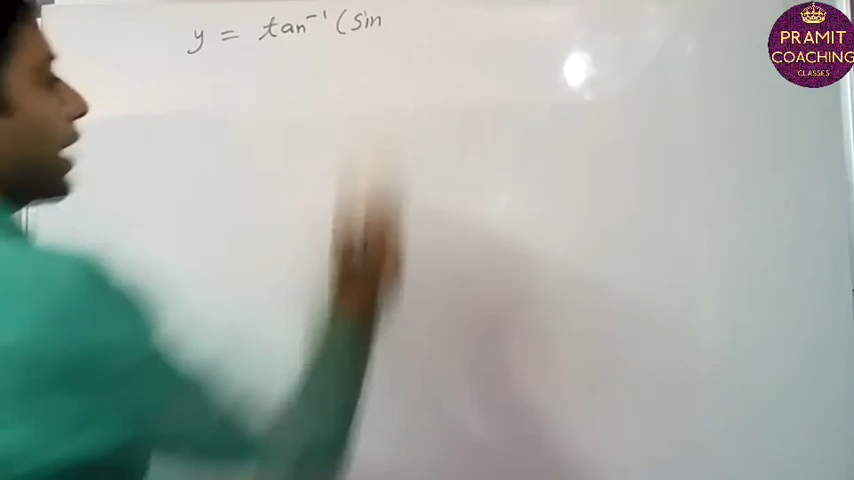 y = tan⁻¹ (sin
PRAMIT
COACHING
CLASSES